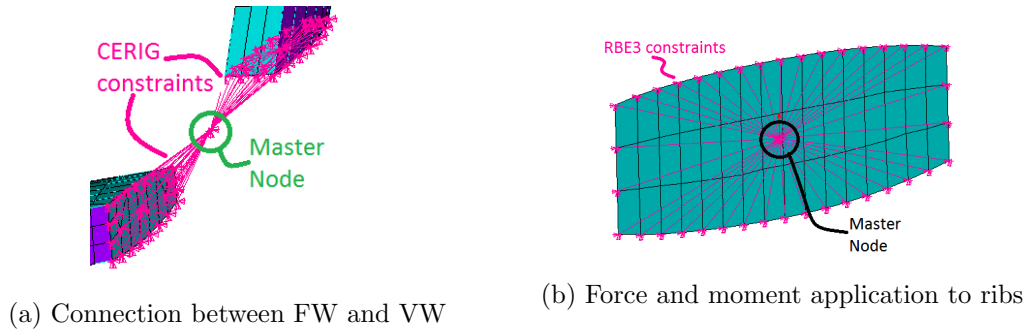 CERIG
constraints
Master
Node
(a) Connection between FW and VW
RBE3 constraints
Master
Node
(b) Force and moment application to ribs